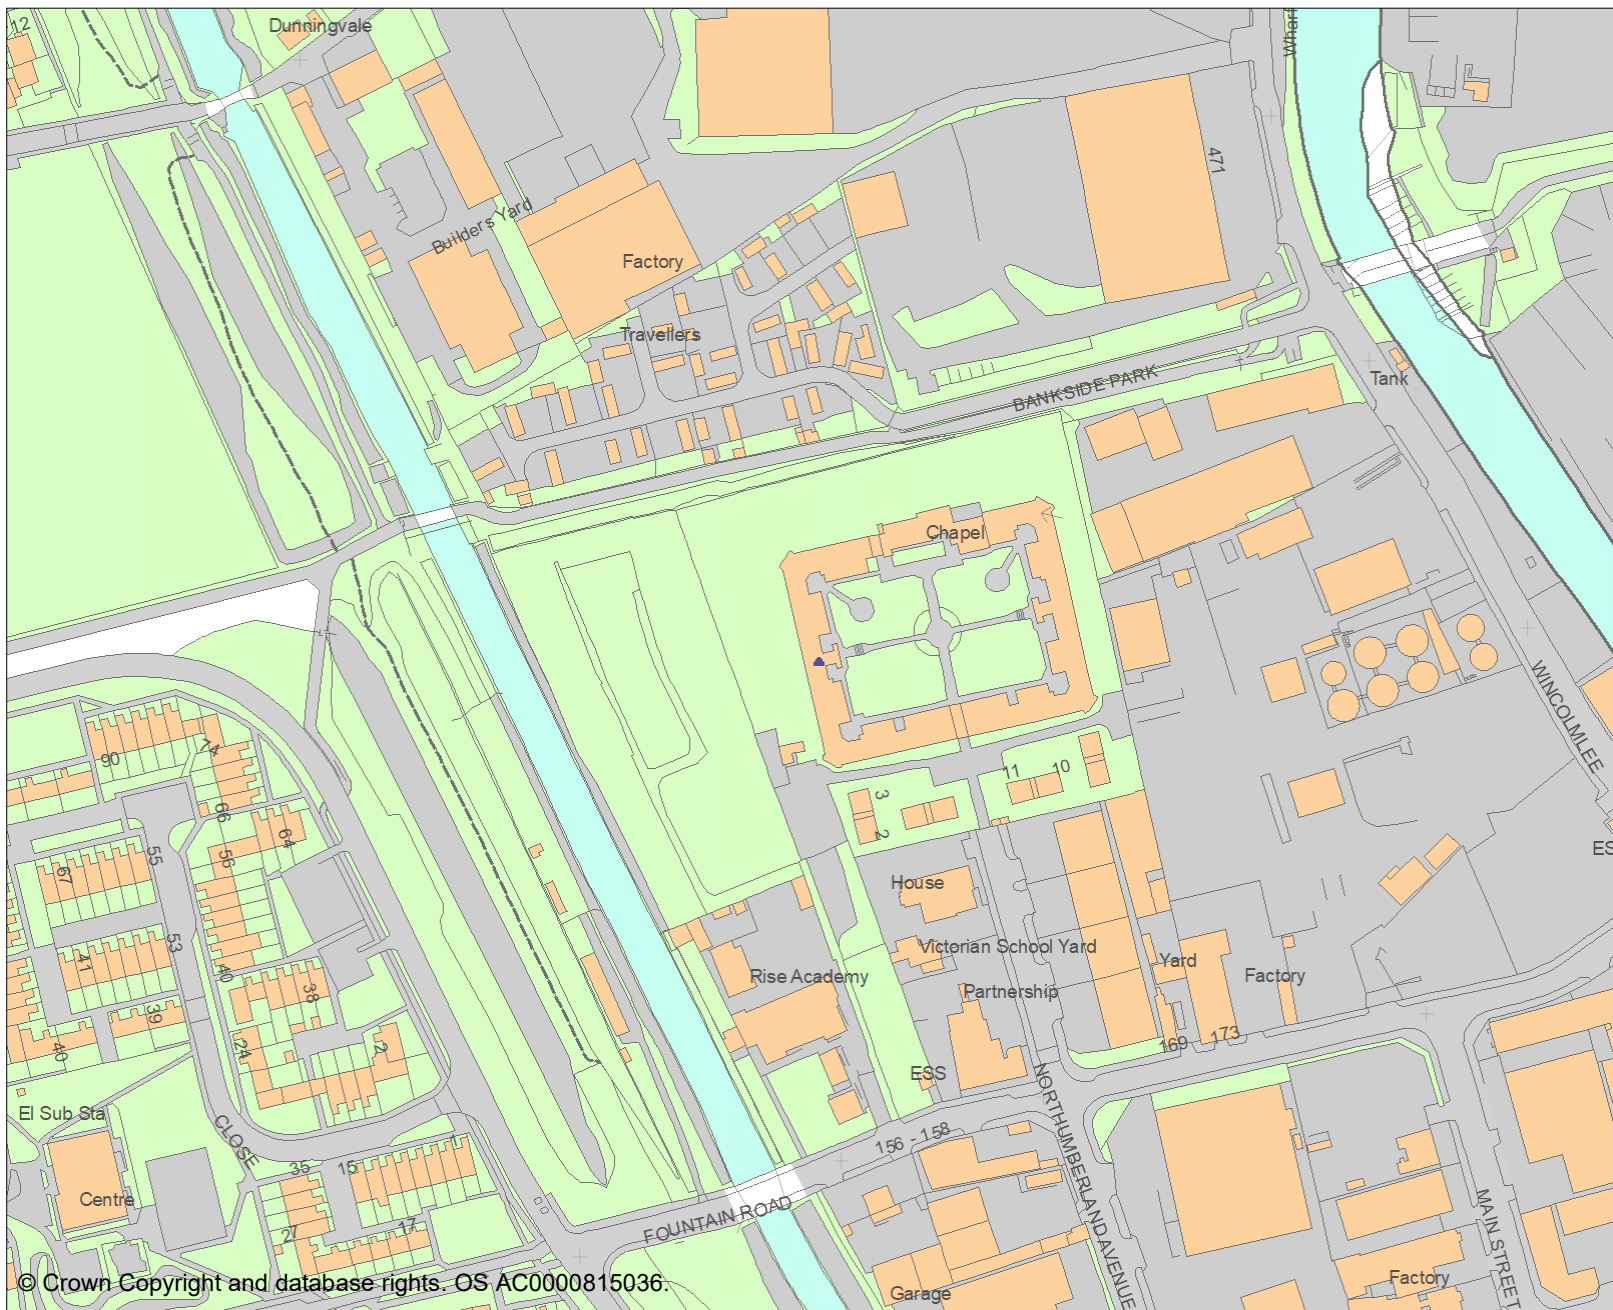 12
Dunningvale
Wharf
471
Builders Yard
Factory
Travellers
BANKSIDE PARK
Tank
Chapel
WINCOLMLEE
90
74
66
64
11
10
3
2
55
56
67
House
ES
53
41
40
Victorian School Yard
Rise Academy
Yard
Factory
Partnership
38
39
40
24
2
169
173
ESS
El Sub Sta
NORTHUMBERLAND AVENUE
CLOSE
156 - 158
1
35
15
Centre
FOUNTAIN ROAD
MAIN STREET
27
17
Factory
© Crown Copyright and database rights. OS AC0000815036.
Garage